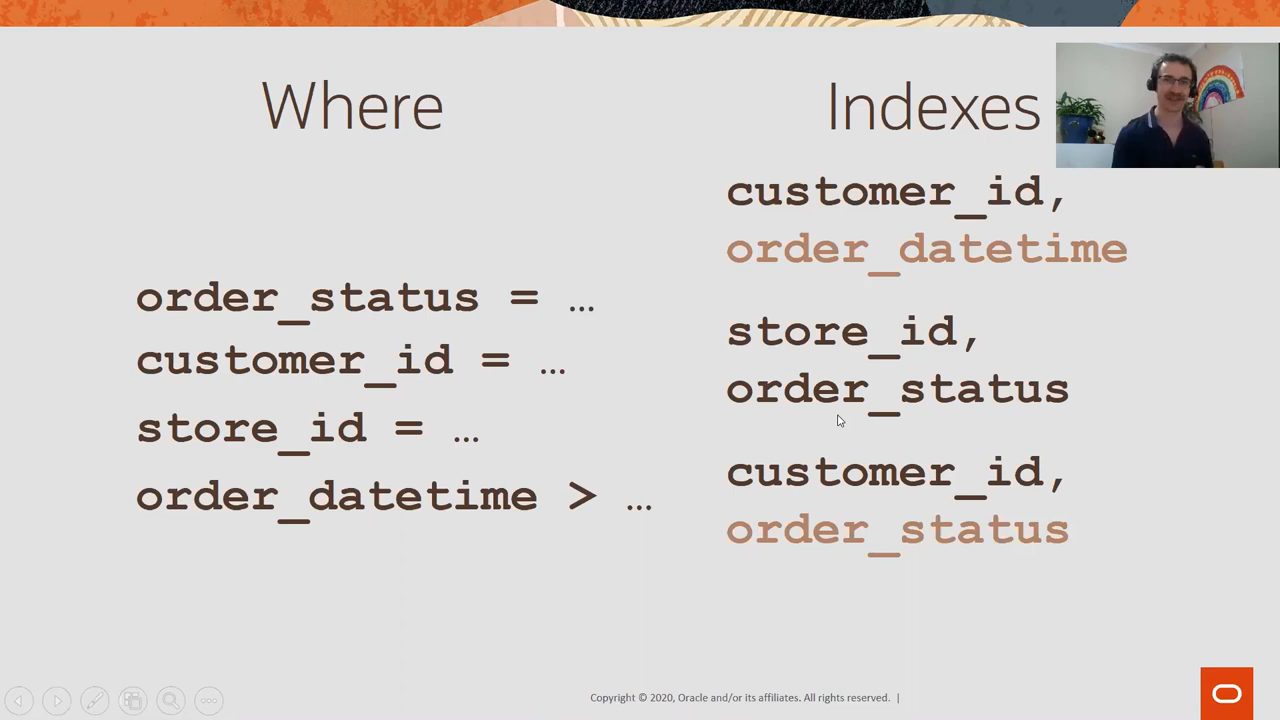 Where
order_status = …
customer_id = …
store_id = …
order_datetime > …
Indexes
customer_id,
order_datetime
store_id,
order_status
customer_id,
order_status
Copyright © 2020, Oracle and/or its affiliates. All rights reserved. |